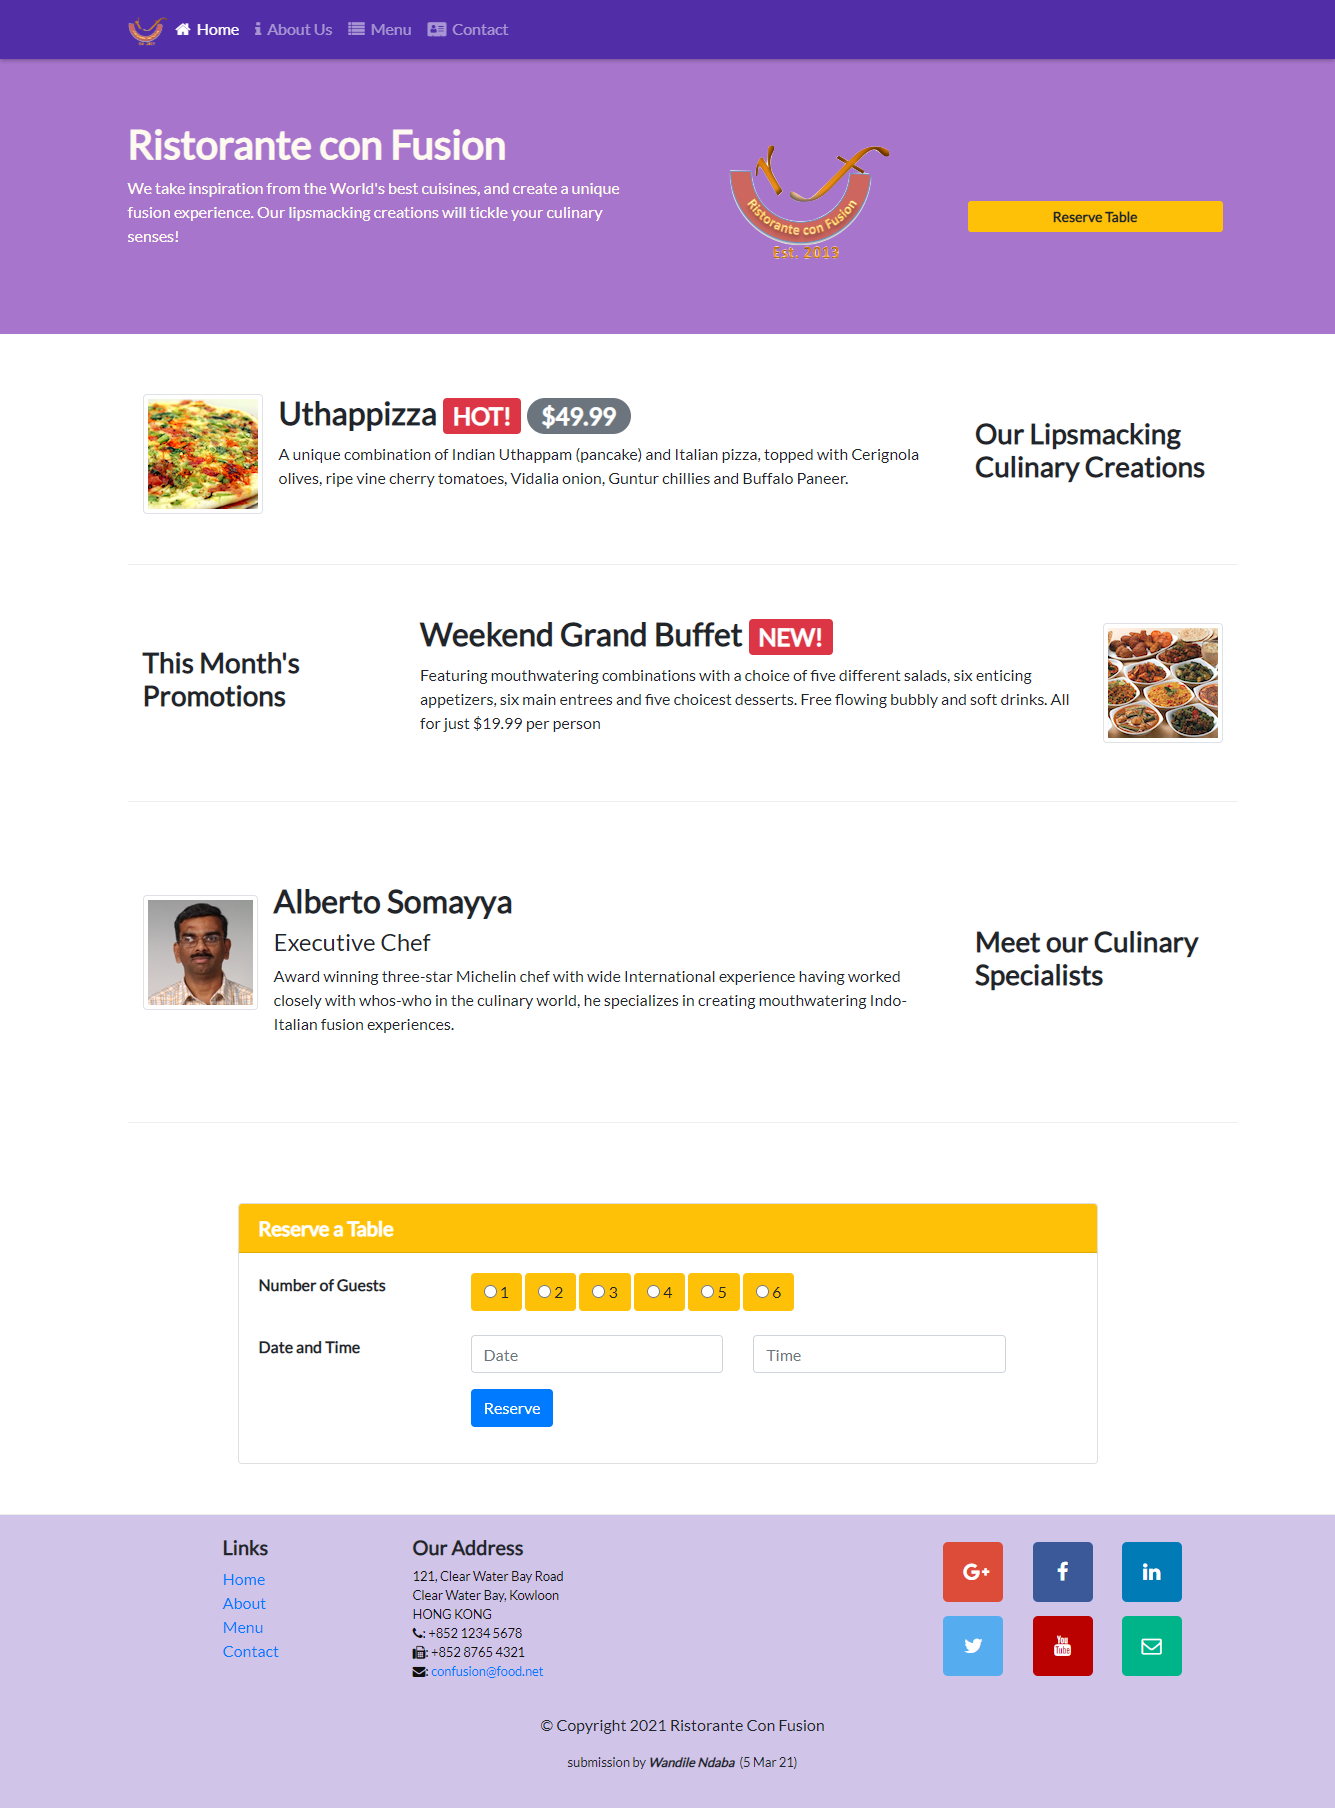 Home About Us Menu Contact
Ristorante con Fusion
We take inspiration from the World's best cuisines, and create a unique
fusion experience. Our lipsmacking creations will tickle your culinary
senses!
Ristorante con Fusion
Est. 2013
Reserve Table
Uthappizza HOT! $49.99
A unique combination of Indian Uthappam (pancake) and Italian pizza, topped with Cerignola
olives, ripe vine cherry tomatoes, Vidalia onion, Guntur chillies and Buffalo Paneer.
Our Lipsmacking
Culinary Creations
This Month's
Promotions
Weekend Grand Buffet NEW!
Featuring mouthwatering combinations with a choice of five different salads, six enticing
appetizers, six main entrees and five choicest desserts. Free flowing bubbly and soft drinks. All
for just $19.99 per person
Alberto Somayya
Executive Chef
Award winning three-star Michelin chef with wide International experience having worked
closely with whos-who in the culinary world, he specializes in creating mouthwatering Indo-
Italian fusion experiences.
Meet our Culinary
Specialists
Reserve a Table
Number of Guests
1 2 3 4 5 6
Date and Time
Date Time
Reserve
Links
Home
About
Menu
Contact
Our Address
121, Clear Water Bay Road
Clear Water Bay, Kowloon
HONG KONG
: +852 1234 5678
: +852 8765 4321
: confusion@food.net
G+ f in
You Tube
© Copyright 2021 Ristorante Con Fusion
submission by Wandile Ndaba (5 Mar 21)